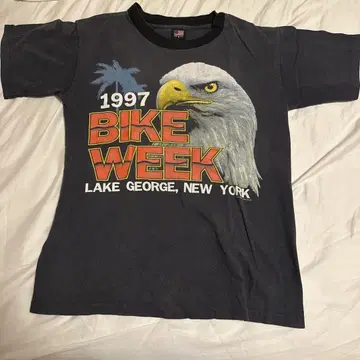 1997
BIKE
WEEK
LAKE GEORGE, NEW YORK